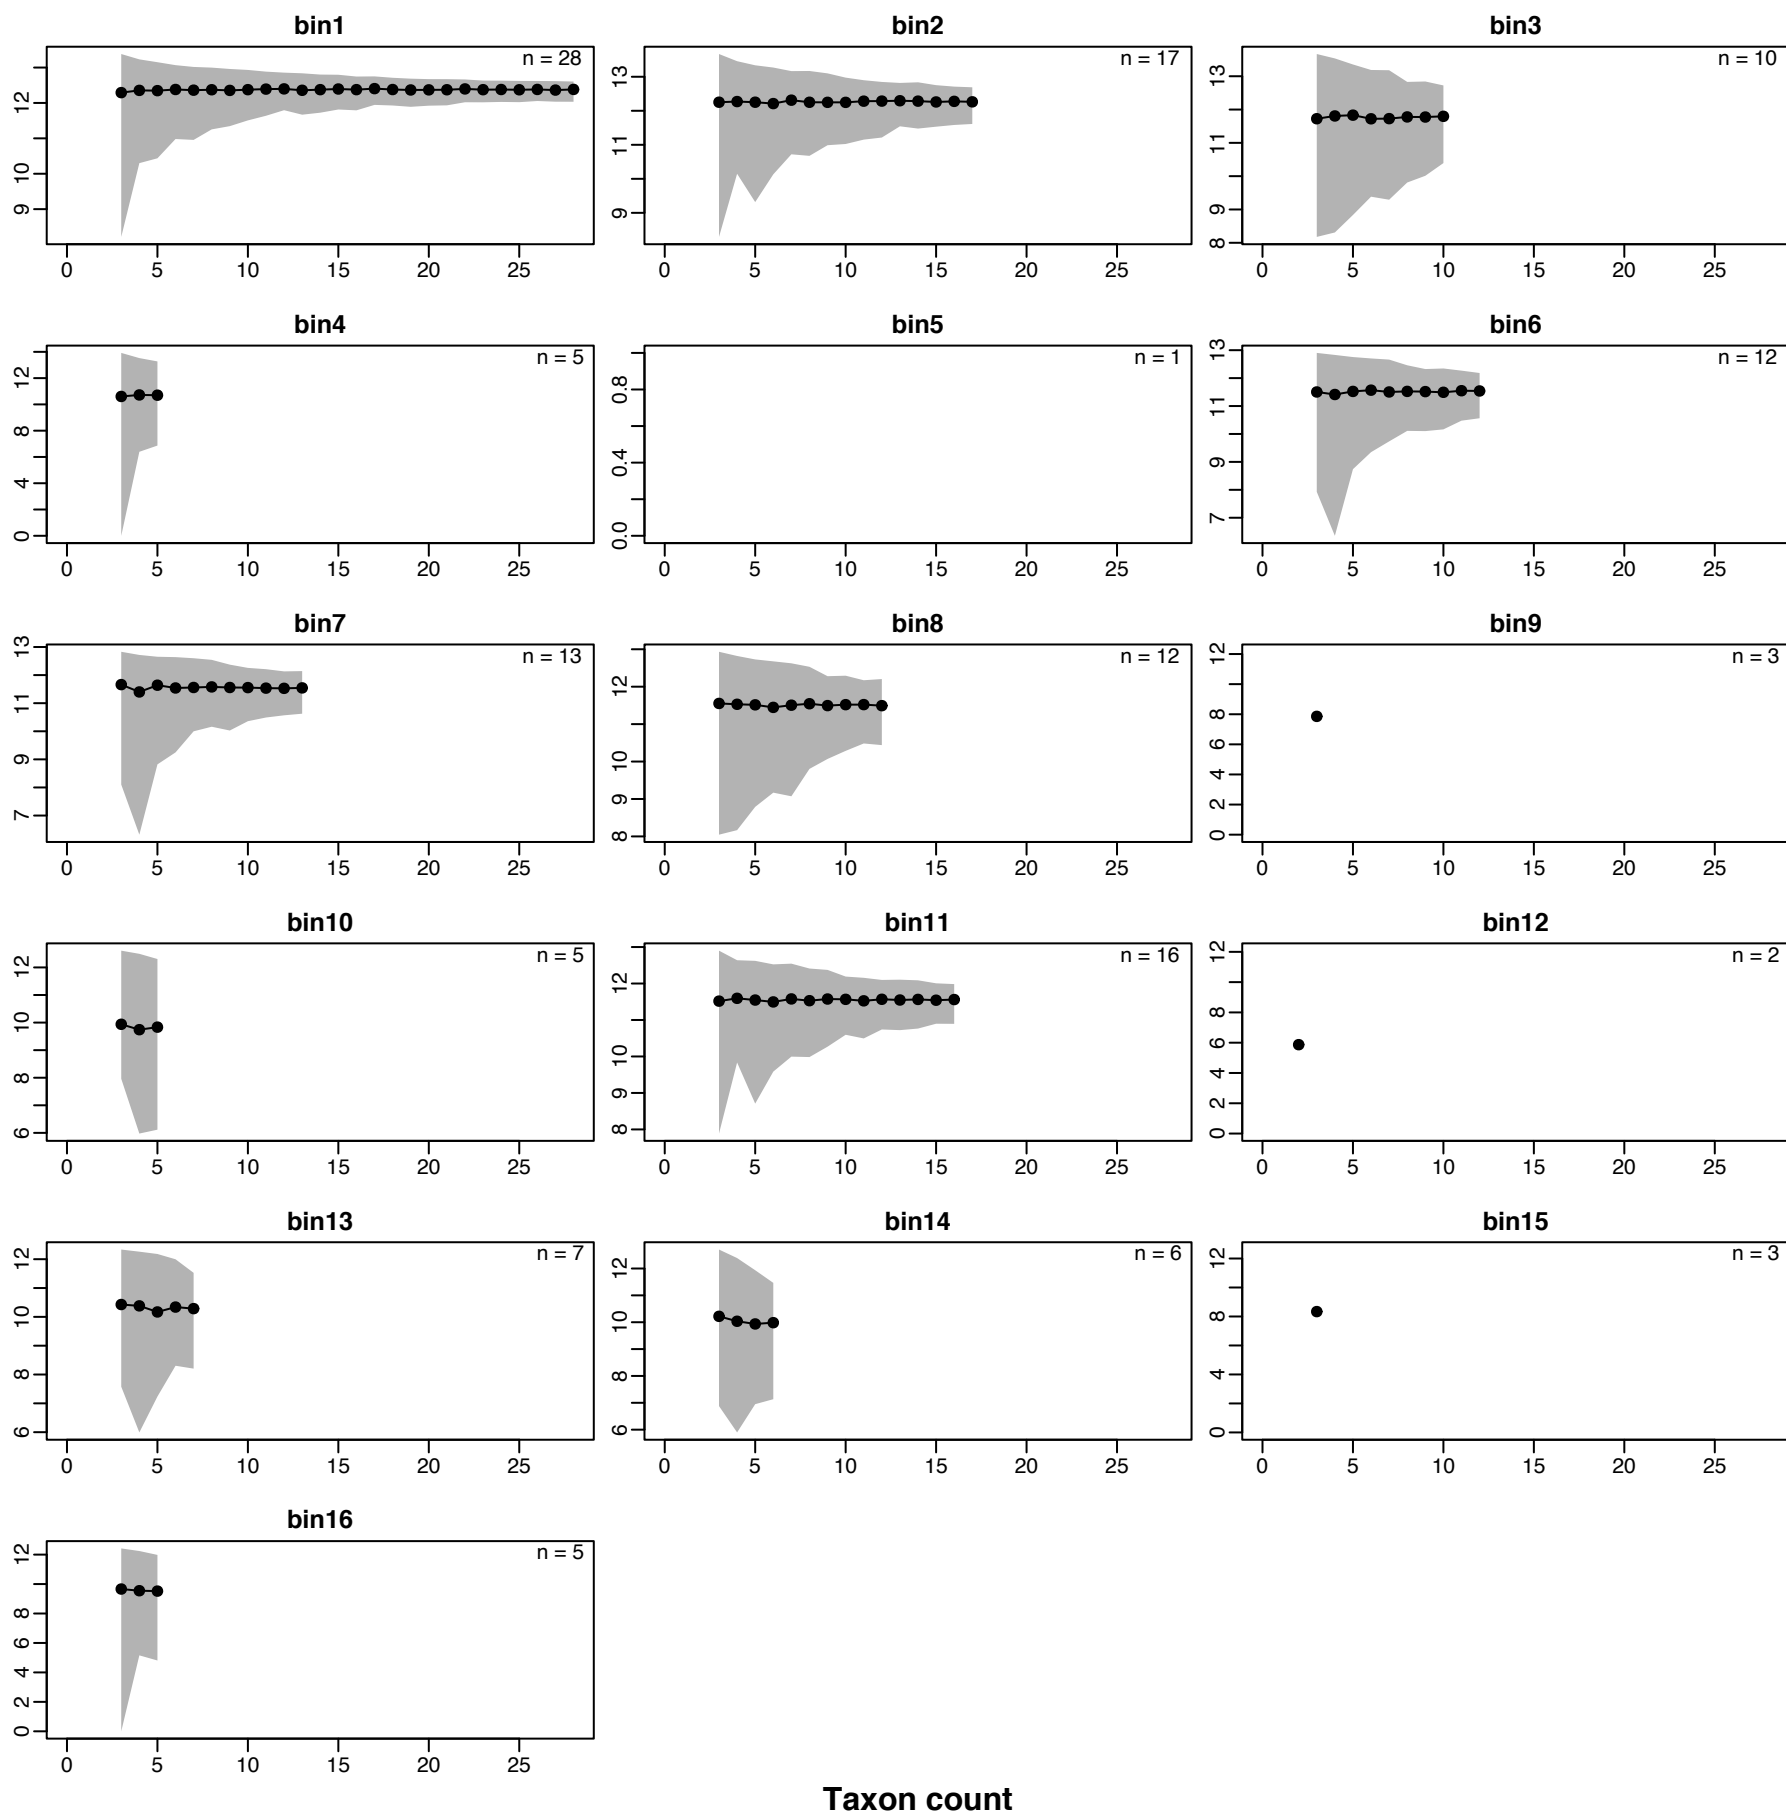 bin1 bin2 bin3
n = 28 n = 17 n = 10
9 10 12
9 11 13
8 9 11 13
0 5 10 15 20 25 0 5 10 15 20 25 0 5 10 15 20 25
bin4 bin5 bin6
n = 5 n = 1 n = 12
0 4 8 12
0.0 0.4 0.8
7 9 11 13
0 5 10 15 20 25 0 5 10 15 20 25 0 5 10 15 20 25
bin7 bin8 bin9
n = 13 n = 12 n = 3
7 9 11 13
8 9 10 12
0 2 4 6 8 12
0 5 10 15 20 25 0 5 10 15 20 25 0 5 10 15 20 25
bin10 bin11 bin12
n = 5 n = 16 n = 2
6 8 10 12
8 9 10 12
0 2 4 6 8 12
0 5 10 15 20 25 0 5 10 15 20 25 0 5 10 15 20 25
bin13 bin14 bin15
n = 7 n = 6 n = 3
6 8 10 12
6 8 10 12
0 4 8 12
0 5 10 15 20 25 0 5 10 15 20 25 0 5 10 15 20 25
bin16
n = 5
0 2 4 6 8 12
0 5 10 15 20 25
Taxon count